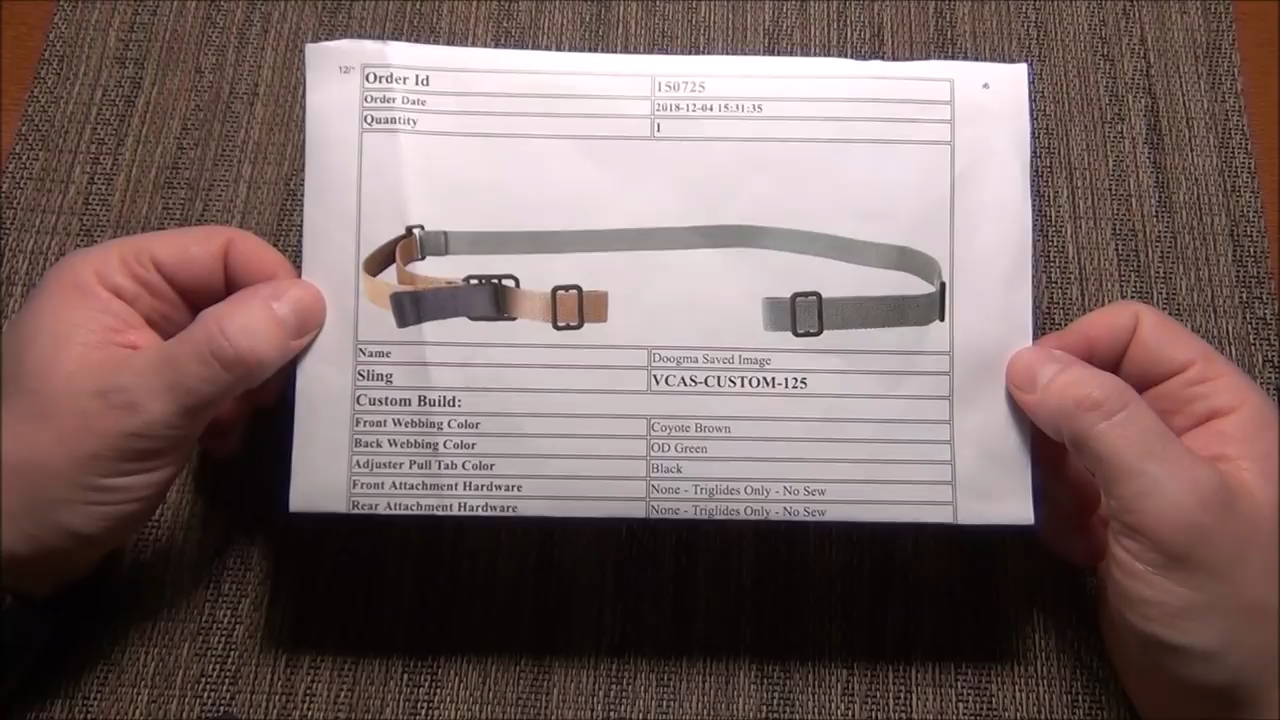 12/
Order Id 150725
Order Date 2018-12-04 15:31:35
Quantity 1
Name Doogma Saved Image
Sling VCAS-CUSTOM-125
Custom Build:
Front Webbing Color Coyote Brown
Back Webbing Color OD Green
Adjuster Pull Tab Color Black
Front Attachment Hardware None - Triglides Only - No Sew
Rear Attachment Hardware None - Triglides Only - No Sew